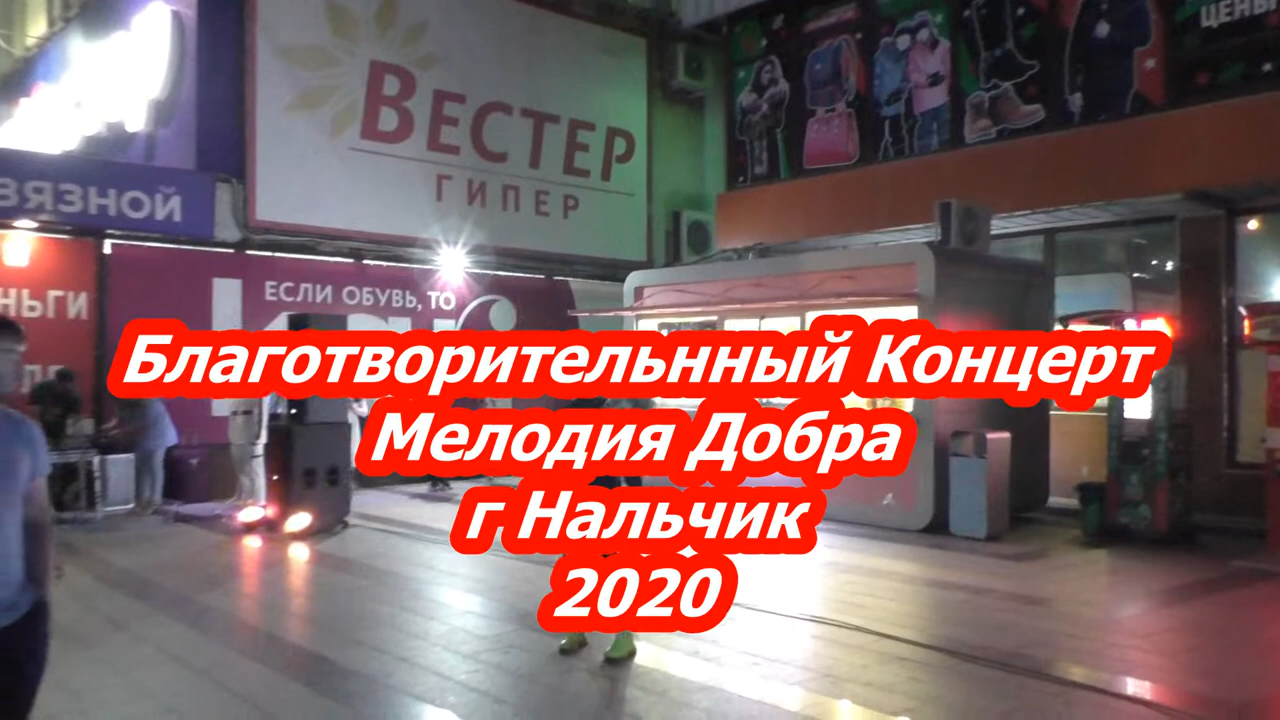 ЦЕНЫ
ВЕСТЕР
ГИПЕР
ВЯЗНОЙ
ЕСЛИ ОБУВЬ, ТО
НЬГИ
Благотворительнный Концерт
Мелодия Добра
г Нальчик
2020